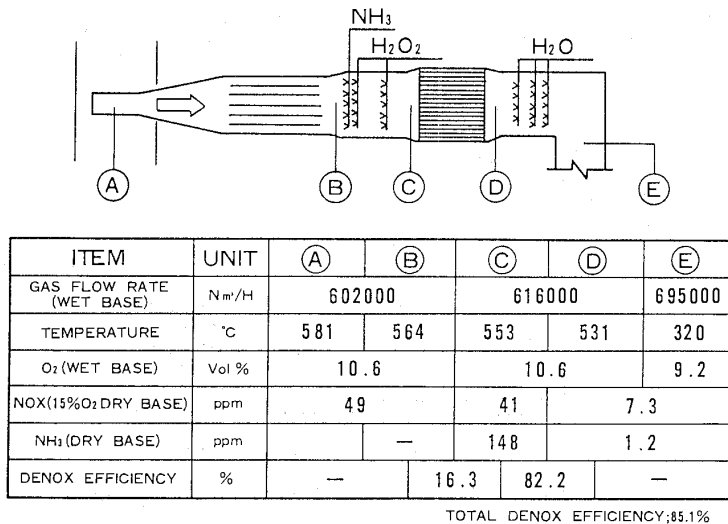 NH₃
H₂O₂ H₂O
A B C D E
ITEM UNIT A B C D E
GAS FLOW RATE (WET BASE) N㎥/H 602000 616000 695000
TEMPERATURE °C 581 564 553 531 320
O₂(WET BASE) Vol % 10.6 10.6 9.2
NOX(15%O₂ DRY BASE) ppm 49 41 7.3
NH₃(DRY BASE) ppm — 148 1.2
DENOX EFFICIENCY % — 16.3 82.2 —
TOTAL DENOX EFFICIENCY;85.1%